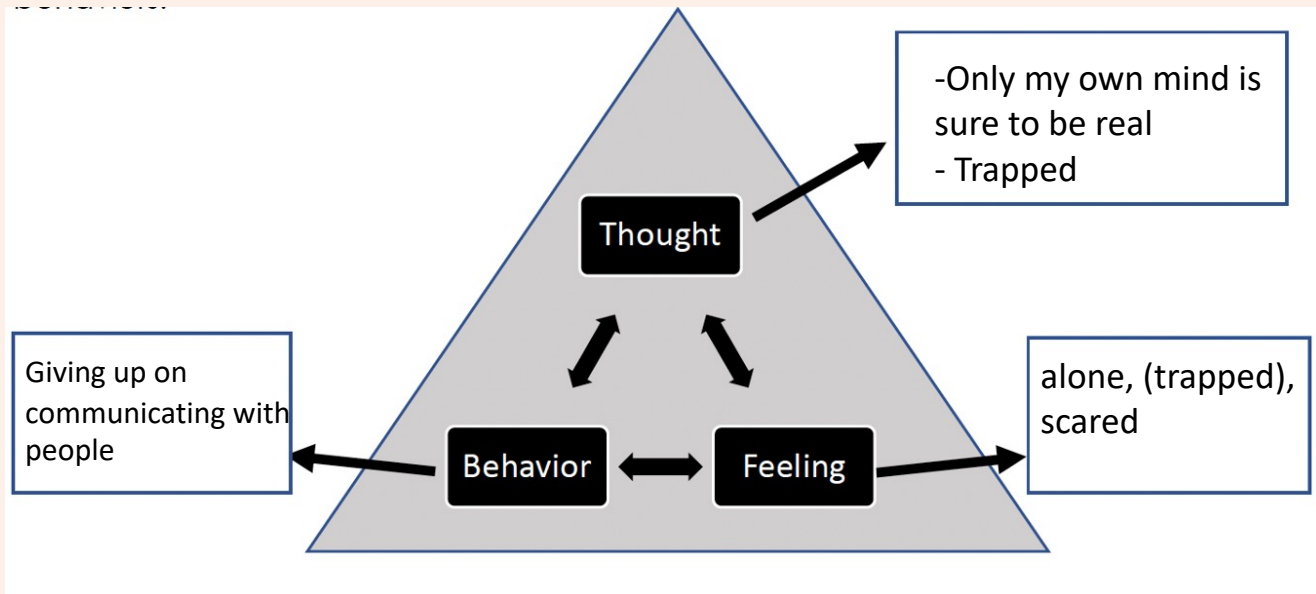 -Only my own mind is
sure to be real
- Trapped
Thought
Giving up on
communicating with
people
alone, (trapped),
scared
Behavior
Feeling